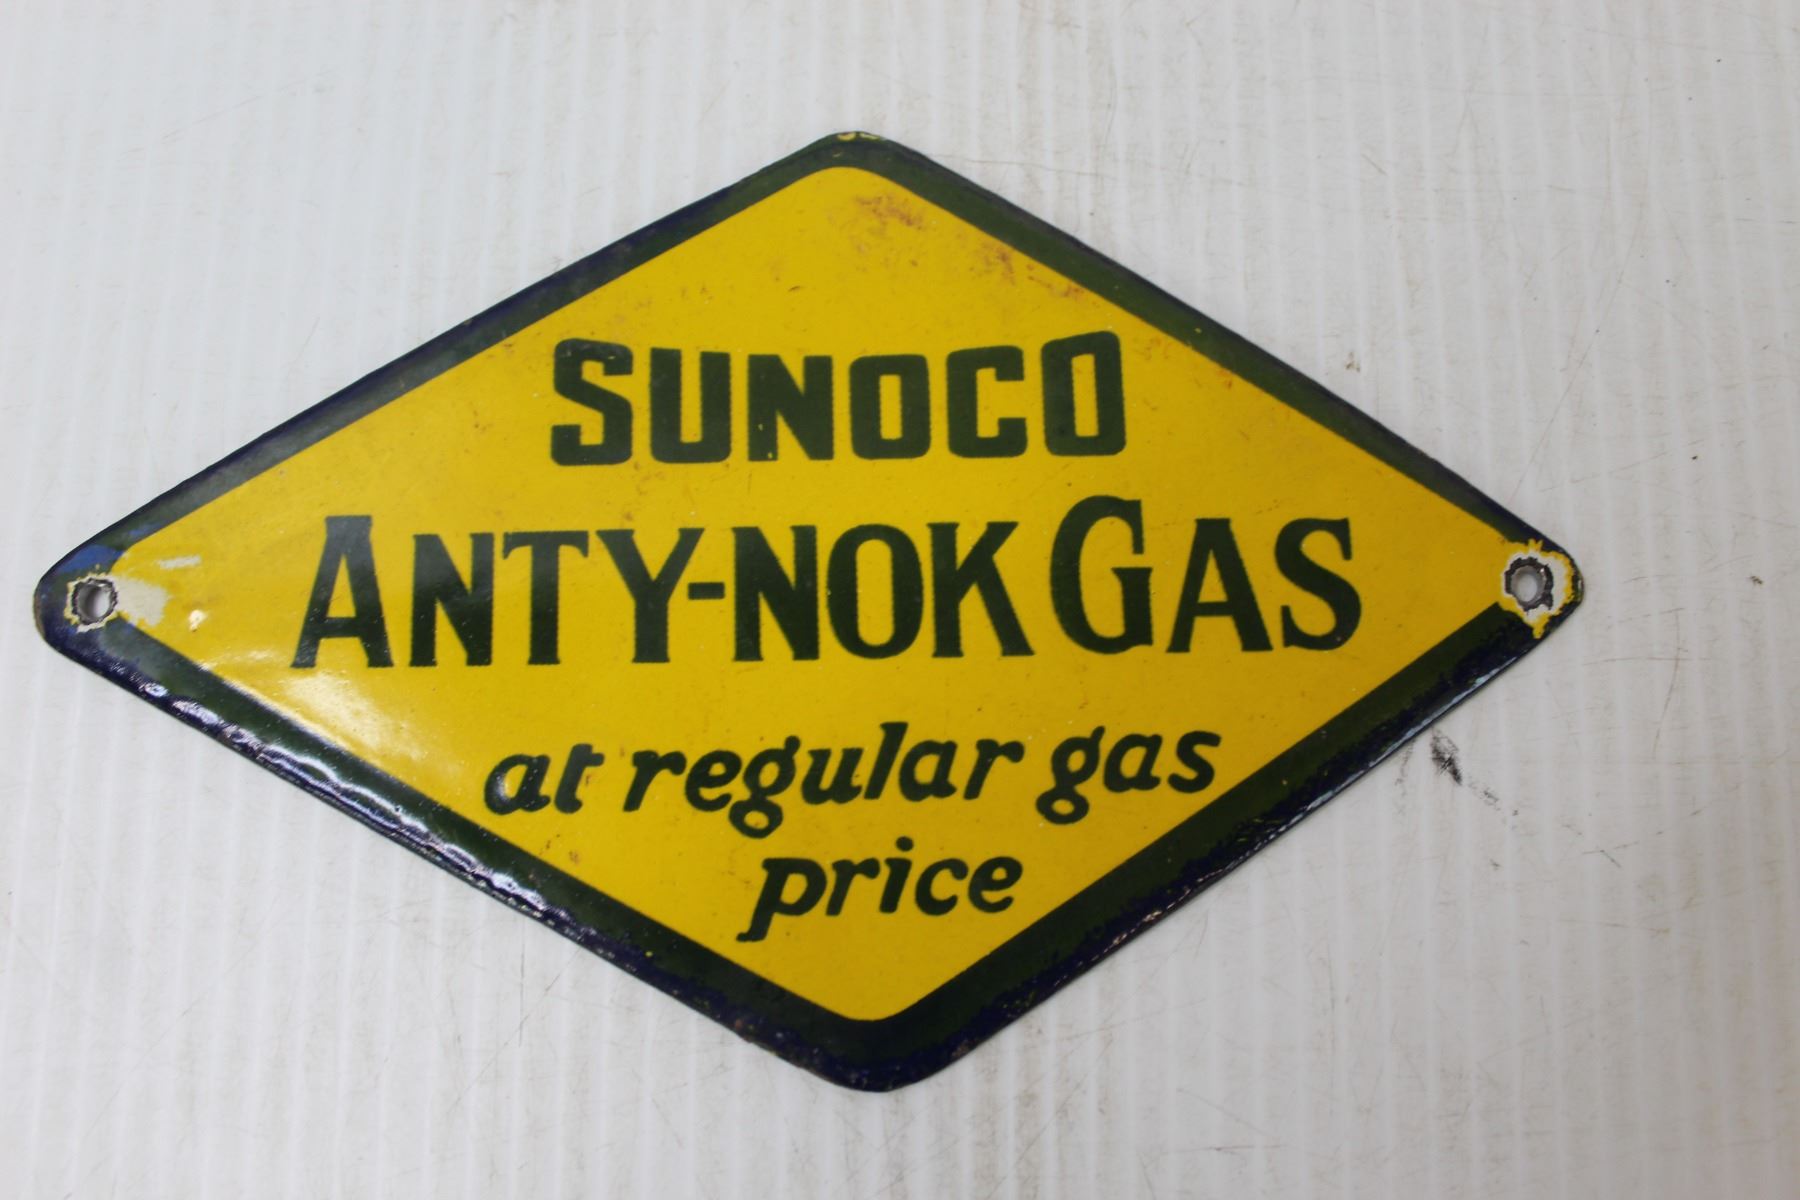 SUNOCO
ANTY-NOK GAS
at regular gas
price